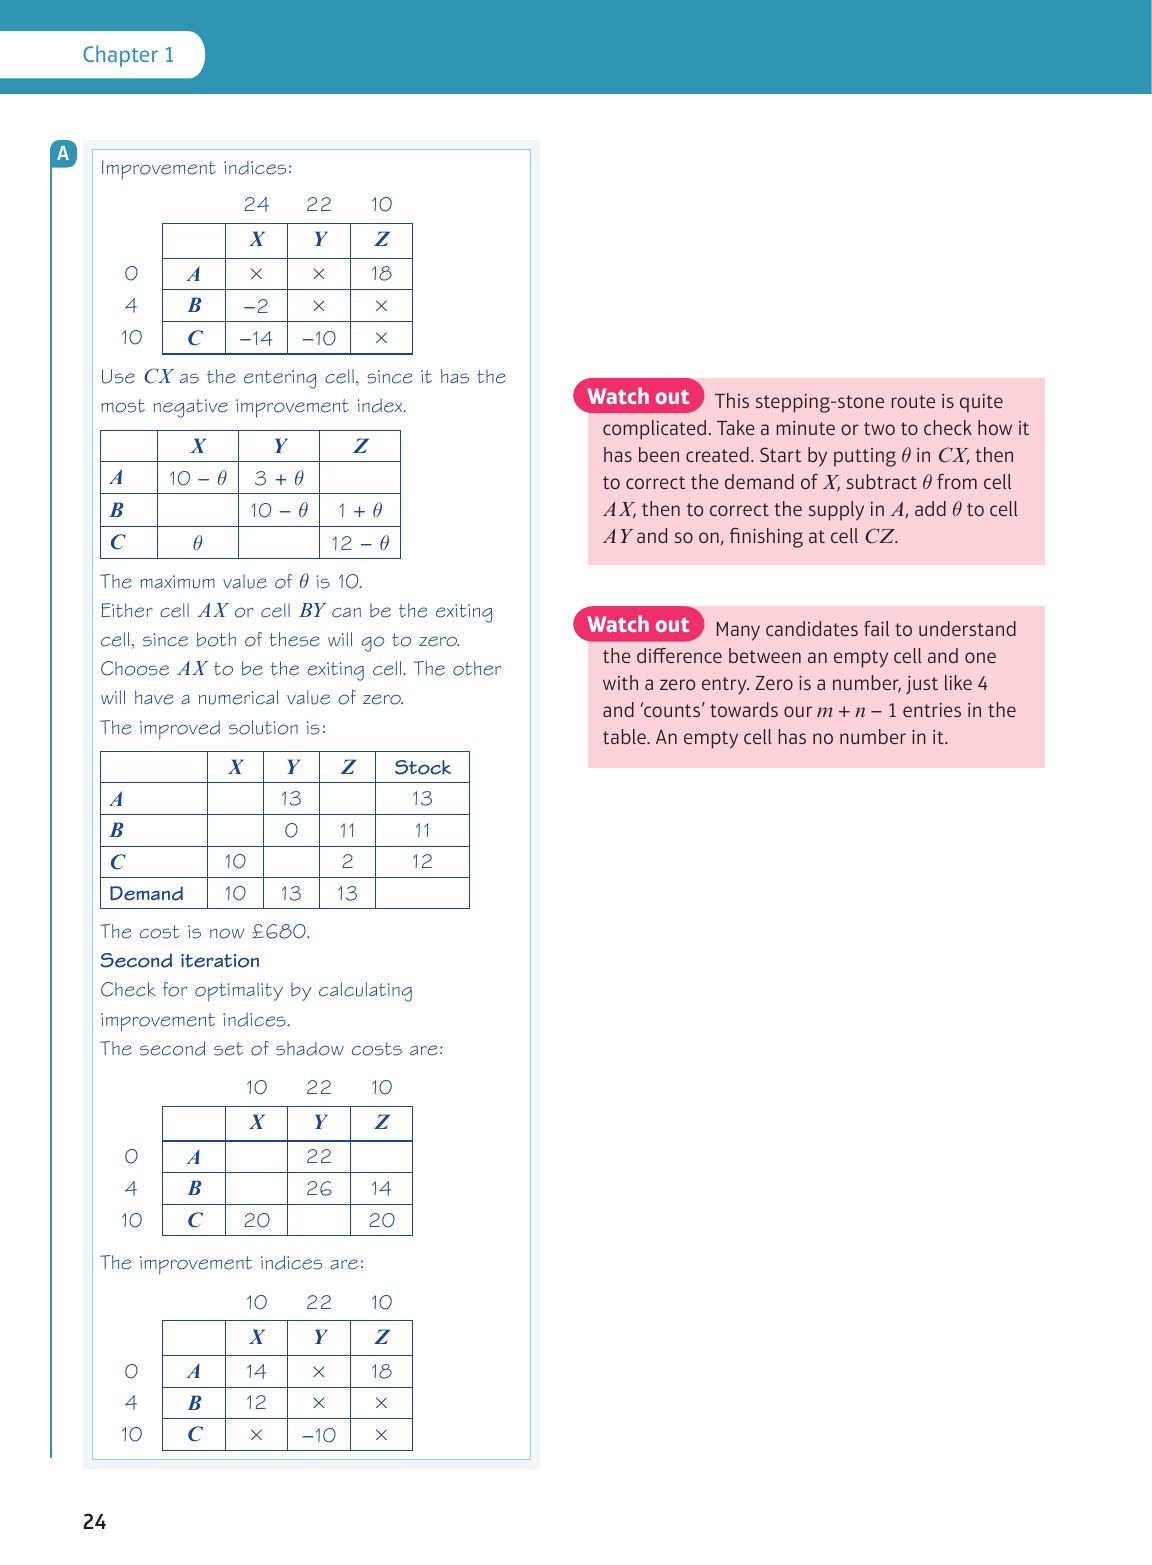 Chapter 1
A
Improvement indices:
24 22 10
X Y Z
0 A × × 18
4 B −2 × ×
10 C −14 −10 ×
Use CX as the entering cell, since it has the
most negative improvement index.
X Y Z
A 10 − θ 3 + θ
B 10 − θ 1 + θ
C θ 12 − θ
The maximum value of θ is 10.
Either cell AX or cell BY can be the exiting
cell, since both of these will go to zero.
Choose AX to be the exiting cell. The other
will have a numerical value of zero.
The improved solution is:
X Y Z Stock
A 13 13
B 0 11 11
C 10 2 12
Demand 10 13 13
The cost is now £680.
Second iteration
Check for optimality by calculating
improvement indices.
The second set of shadow costs are:
10 22 10
X Y Z
0 A 22
4 B 26 14
10 C 20 20
The improvement indices are:
10 22 10
X Y Z
0 A 14 × 18
4 B 12 × ×
10 C × −10 ×
Watch out This stepping-stone route is quite
complicated. Take a minute or two to check how it
has been created. Start by putting θ in CX, then
to correct the demand of X, subtract θ from cell
AX, then to correct the supply in A, add θ to cell
AY and so on, finishing at cell CZ.
Watch out Many candidates fail to understand
the difference between an empty cell and one
with a zero entry. Zero is a number, just like 4
and ‘counts’ towards our m + n − 1 entries in the
table. An empty cell has no number in it.
24